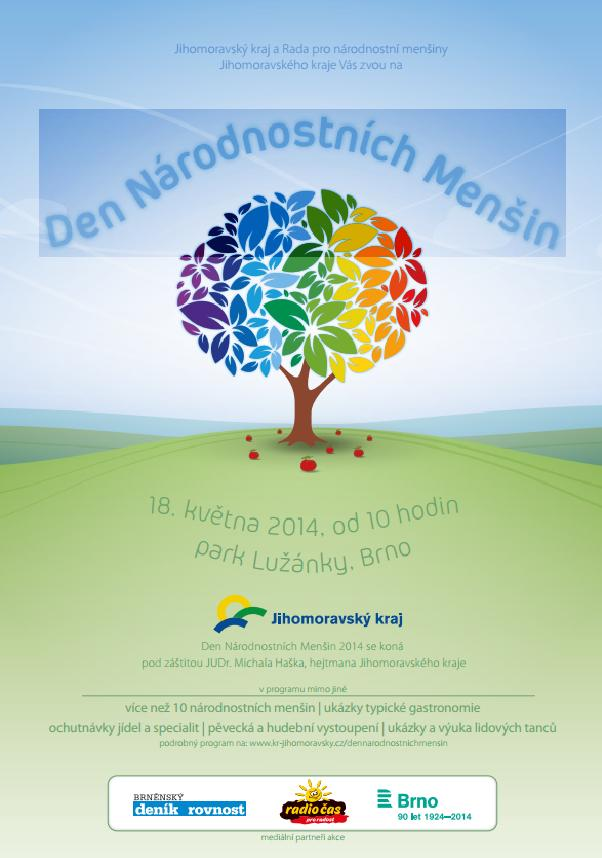 Jihomoravský kraj a Rada pro národnostní menšiny
Jihomoravského kraje Vás zvou na
Den Národnostních Menšin
18. května 2014, od 10 hodin
park Lužánky, Brno
Jihomoravský kraj
Den Národnostních Menšin 2014 se koná
pod záštitou JUDr. Michala Haška, hejtmana Jihomoravského kraje
v programu mimo jiné
více než 10 národnostních menšin | ukázky typické gastronomie
ochutnávky jídel a specialit | pěvecká a hudební vystoupení | ukázky a výuka lidových tanců
podrobný program na: www.kr-jihomoravsky.cz/dennarodnostnichmensin
BRNĚNSKÝ
deník rovnost
radio čas
pro radost
Brno
90 let 1924—2014
mediální partneři akce